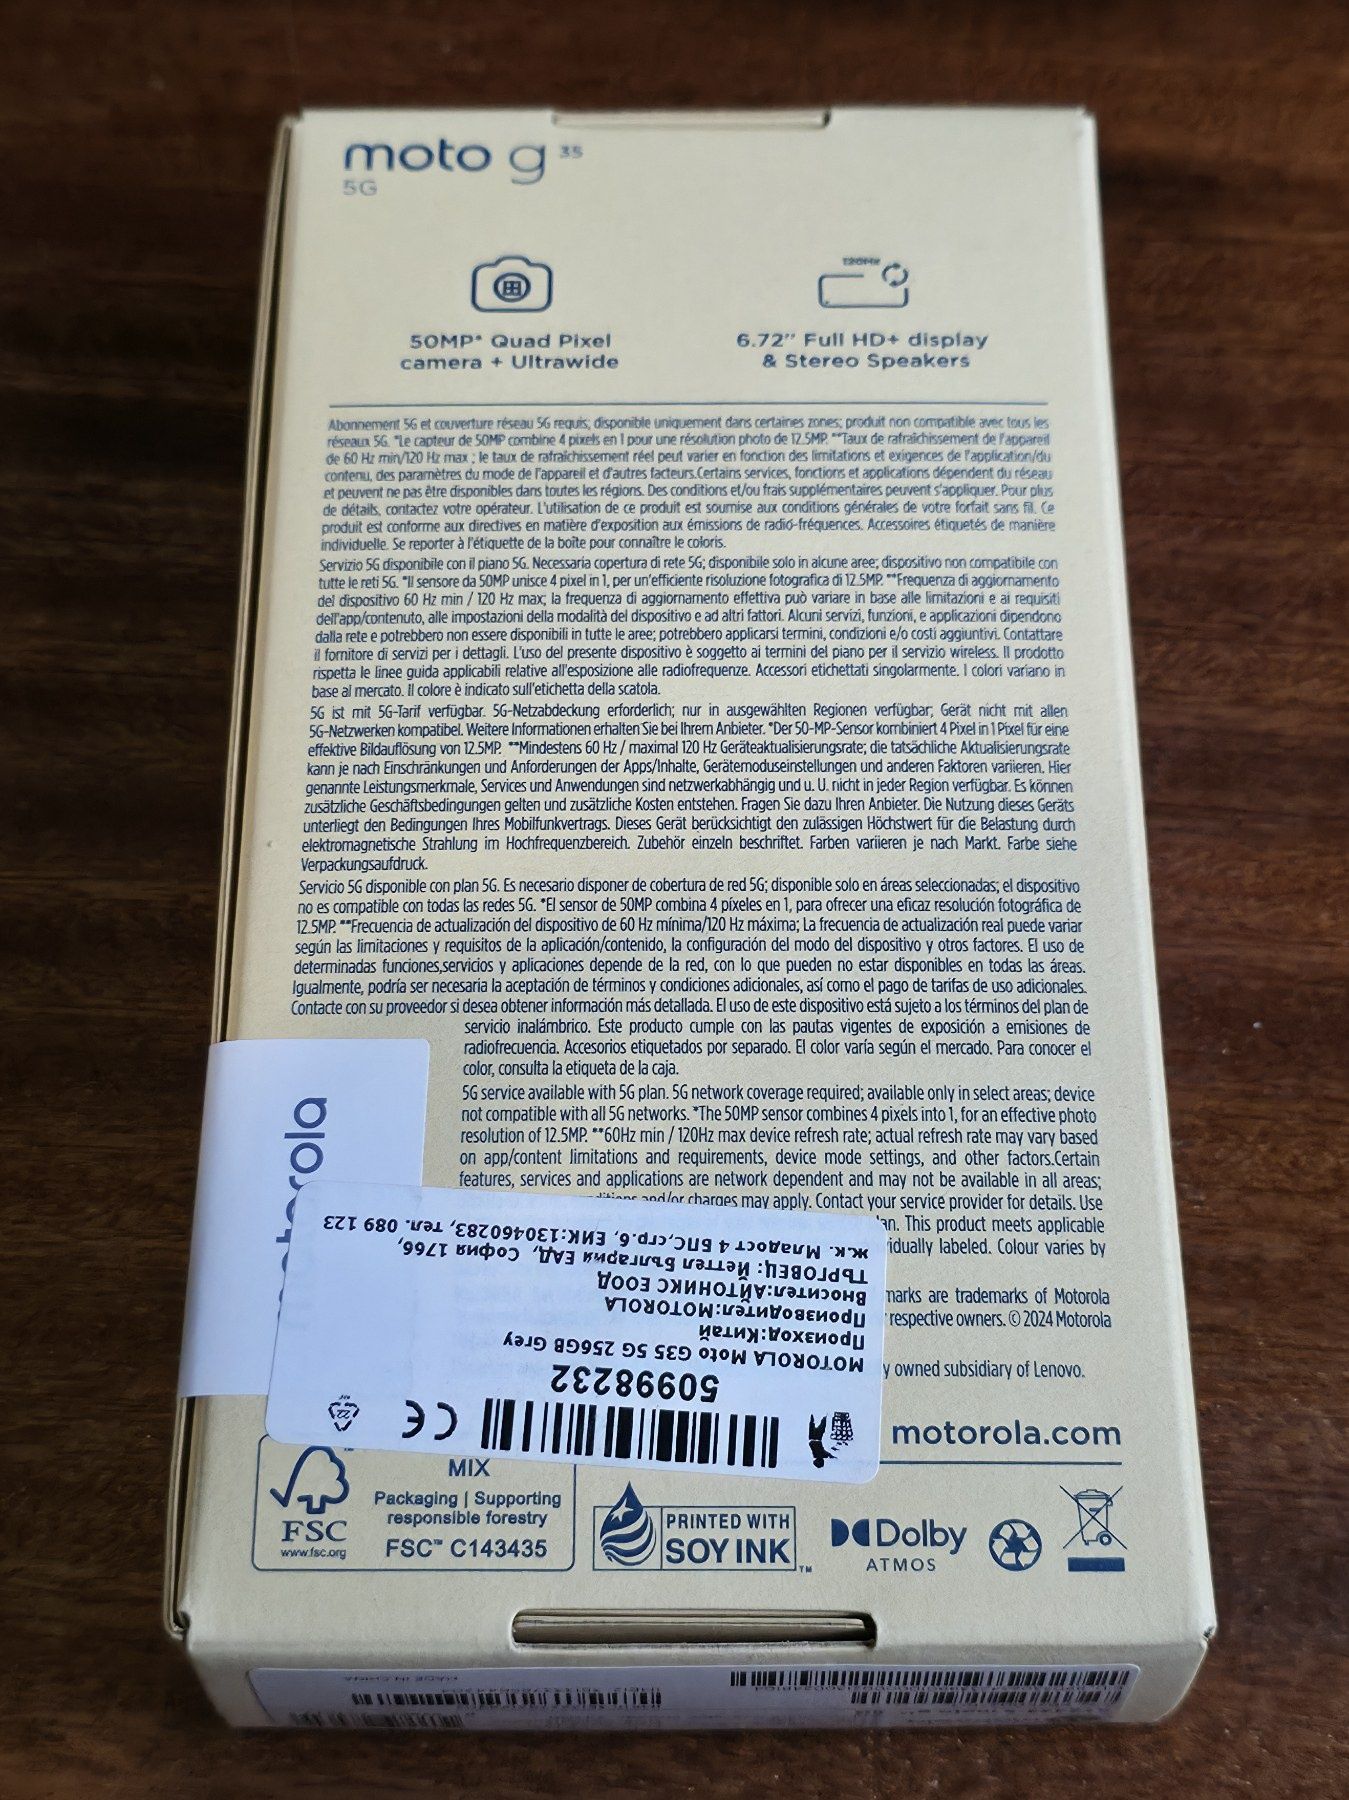 moto g 35
5G
120Hz
50MP* Quad Pixel
camera + Ultrawide
6.72" Full HD+ display
& Stereo Speakers
Abonnement 5G et couverture réseau 5G requis; disponible uniquement dans certaines zones; produit non compatible avec tous les
réseaux 5G. *Le capteur de 50MP combine 4 pixels en 1 pour une résolution photo de 12.5MP. **Taux de rafraîchissement de l'appareil
de 60 Hz min/120 Hz max ; le taux de rafraîchissement réel peut varier en fonction des limitations et exigences de l'application/du
contenu, des paramètres du mode de l'appareil et d'autres facteurs.Certains services, fonctions et applications dépendent du réseau
et peuvent ne pas être disponibles dans toutes les régions. Des conditions et/ou frais supplémentaires peuvent s'appliquer. Pour plus
de détails, contactez votre opérateur. L'utilisation de ce produit est soumise aux conditions générales de votre forfait sans fil. Ce
produit est conforme aux directives en matière d'exposition aux émissions de radio-fréquences. Accessoires étiquetés de manière
individuelle. Se reporter à l'étiquette de la boîte pour connaître le coloris.
Servizio 5G disponibile con il piano 5G. Necessaria copertura di rete 5G; disponibile solo in alcune aree; dispositivo non compatibile con
tutte le reti 5G. *Il sensore da 50MP unisce 4 pixel in 1, per un'efficiente risoluzione fotografica di 12.5MP. **Frequenza di aggiornamento
del dispositivo 60 Hz min / 120 Hz max; la frequenza di aggiornamento effettiva può variare in base alle limitazioni e ai requisiti
dell'app/contenuto, alle impostazioni della modalità del dispositivo e ad altri fattori. Alcuni servizi, funzioni, e applicazioni dipendono
dalla rete e potrebbero non essere disponibili in tutte le aree; potrebbero applicarsi termini, condizioni e/o costi aggiuntivi. Contattare
il fornitore di servizi per i dettagli. L'uso del presente dispositivo è soggetto ai termini del piano per il servizio wireless. Il prodotto
rispetta le linee guida applicabili relative all'esposizione alle radiofrequenze. Accessori etichettati singolarmente. I colori variano in
base al mercato. Il colore è indicato sull'etichetta della scatola.
5G ist mit 5G-Tarif verfügbar. 5G-Netzabdeckung erforderlich; nur in ausgewählten Regionen verfügbar; Gerät nicht mit allen
5G-Netzwerken kompatibel. Weitere Informationen erhalten Sie bei Ihrem Anbieter. *Der 50-MP-Sensor kombiniert 4 Pixel in 1 Pixel für eine
effektive Bildauflösung von 12.5MP. **Mindestens 60 Hz / maximal 120 Hz Geräteaktualisierungsrate; die tatsächliche Aktualisierungsrate
kann je nach Einschränkungen und Anforderungen der Apps/Inhalte, Gerätemoduseinstellungen und anderen Faktoren variieren. Hier
genannte Leistungsmerkmale, Services und Anwendungen sind netzwerkabhängig und u. U. nicht in jeder Region verfügbar. Es können
zusätzliche Geschäftsbedingungen gelten und zusätzliche Kosten entstehen. Fragen Sie dazu Ihren Anbieter. Die Nutzung dieses Geräts
unterliegt den Bedingungen Ihres Mobilfunkvertrags. Dieses Gerät berücksichtigt den zulässigen Höchstwert für die Belastung durch
elektromagnetische Strahlung im Hochfrequenzbereich. Zubehör einzeln beschriftet. Farben variieren je nach Markt. Farbe siehe
Verpackungsaufdruck.
Servicio 5G disponible con plan 5G. Es necesario disponer de cobertura de red 5G; disponible solo en áreas seleccionadas; el dispositivo
no es compatible con todas las redes 5G. *El sensor de 50MP combina 4 píxeles en 1, para ofrecer una eficaz resolución fotográfica de
12.5MP. **Frecuencia de actualización del dispositivo de 60 Hz mínima/120 Hz máxima; La frecuencia de actualización real puede variar
según las limitaciones y requisitos de la aplicación/contenido, la configuración del modo del dispositivo y otros factores. El uso de
determinadas funciones,servicios y aplicaciones depende de la red, con lo que pueden no estar disponibles en todas las áreas.
Igualmente, podría ser necesaria la aceptación de términos y condiciones adicionales, así como el pago de tarifas de uso adicionales.
Contacte con su proveedor si desea obtener información más detallada. El uso de este dispositivo está sujeto a los términos del plan de
servicio inalámbrico. Este producto cumple con las pautas vigentes de exposición a emisiones de
radiofrecuencia. Accesorios etiquetados por separado. El color varía según el mercado. Para conocer el
color, consulta la etiqueta de la caja.
5G service available with 5G plan. 5G network coverage required; available only in select areas; device
not compatible with all 5G networks. *The 50MP sensor combines 4 pixels into 1, for an effective photo
resolution of 12.5MP. **60Hz min / 120Hz max device refresh rate; actual refresh rate may vary based
on app/content limitations and requirements, device mode settings, and other factors.Certain
features, services and applications are network dependent and may not be available in all areas;
and/or charges may apply. Contact your service provider for details. Use
This product meets applicable
labeled. Colour varies by
marks are trademarks of Motorola
respective owners. © 2024 Motorola
owned subsidiary of Lenovo.
motorola.com
motorola
50998232
MOTOROLA Moto G35 5G 256GB Grey
Произход:Китай
Производител:MOTOROLA
Вносител:АЙТОНИКС ЕООД
ТЪРГОВЕЦ: Йеттел България ЕАД, София 1766,
ж.к. Младост 4 БПС,сгр.6, ЕИК:130460283, тел. 089 123
CE
22
FSC
www.fsc.org
MIX
Packaging | Supporting
responsible forestry
FSC™ C143435
PRINTED WITH
SOY INK
TM
Dolby
ATMOS
MADE IN CHINA